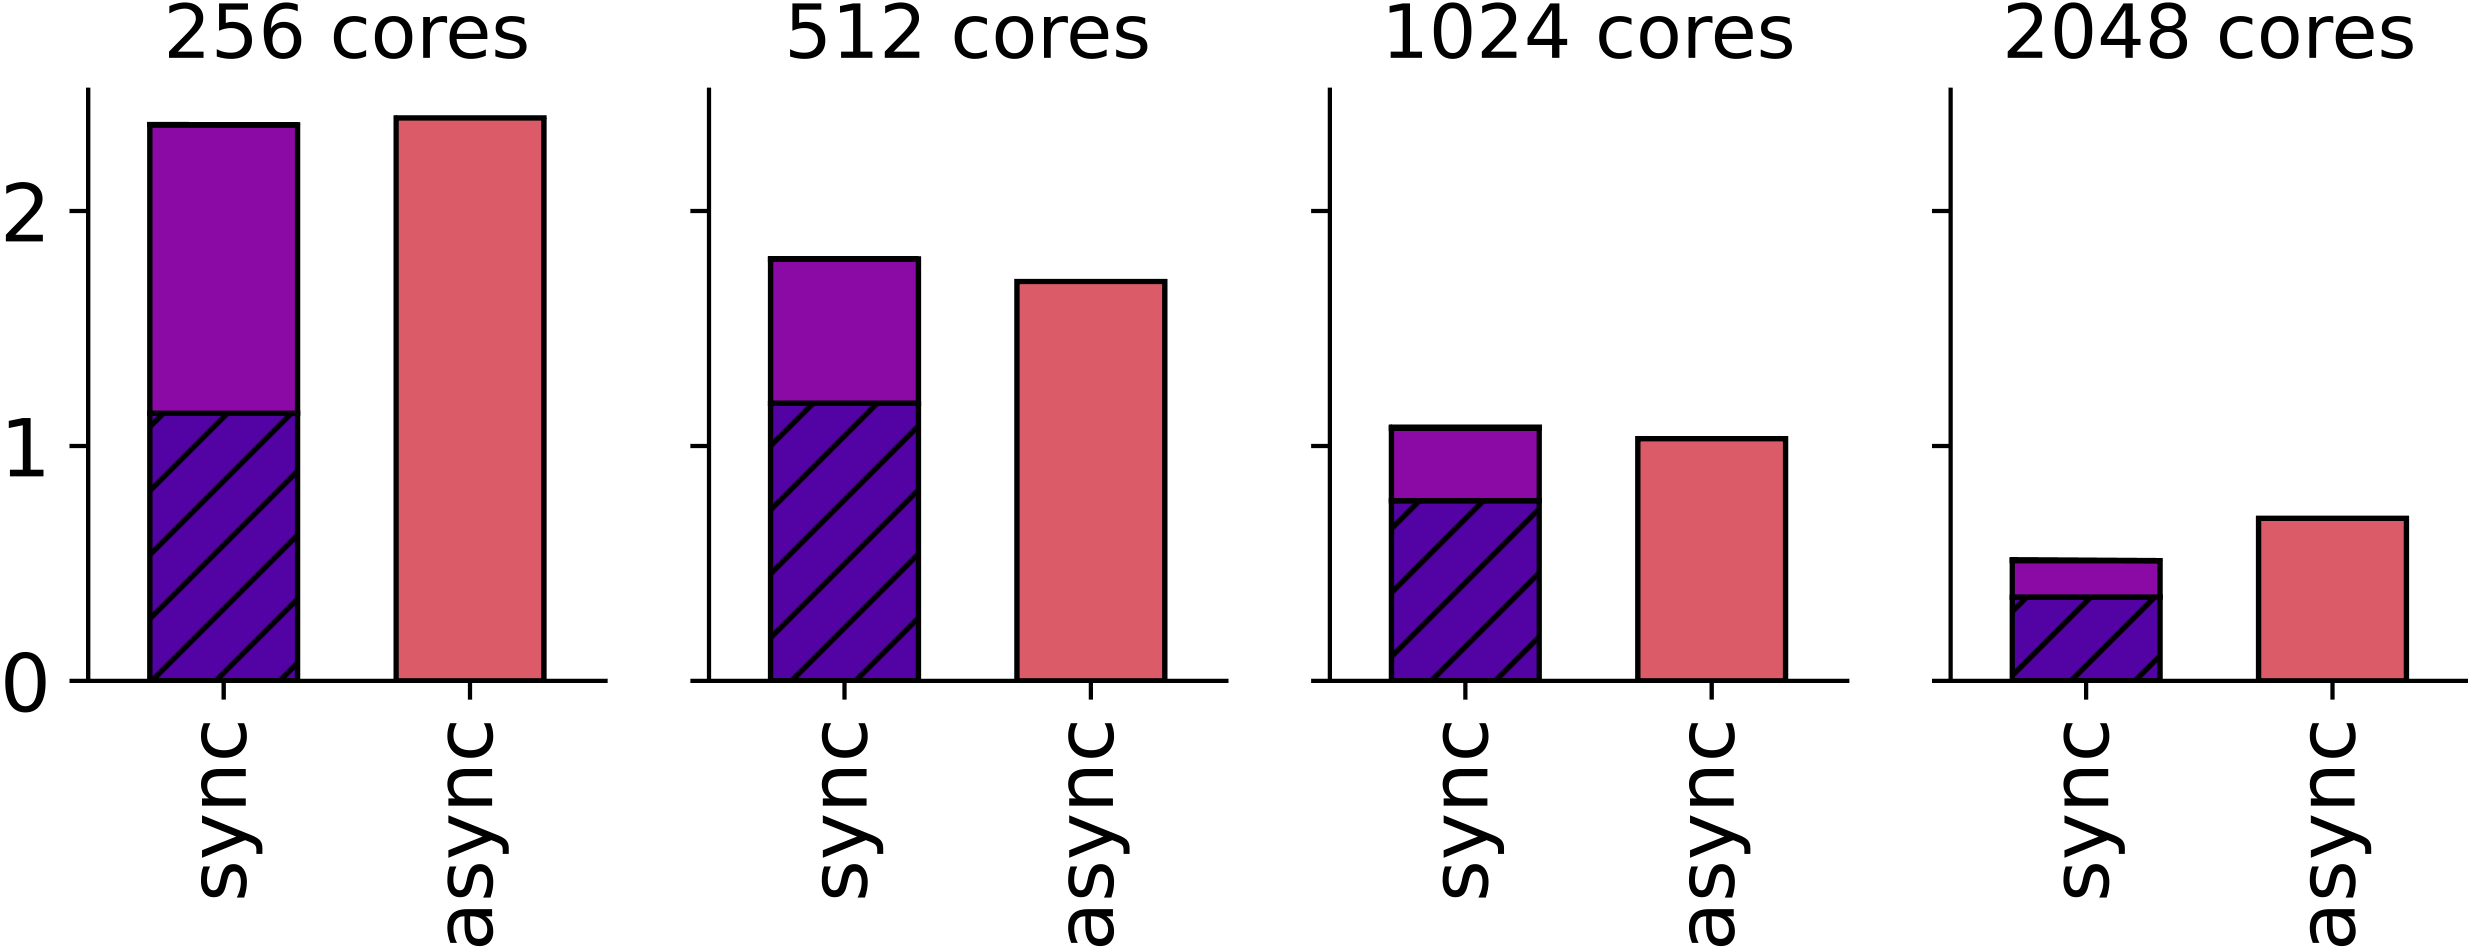 256 cores
512 cores
1024 cores
2048 cores
2
1
0
sync
async
sync
async
sync
async
sync
async